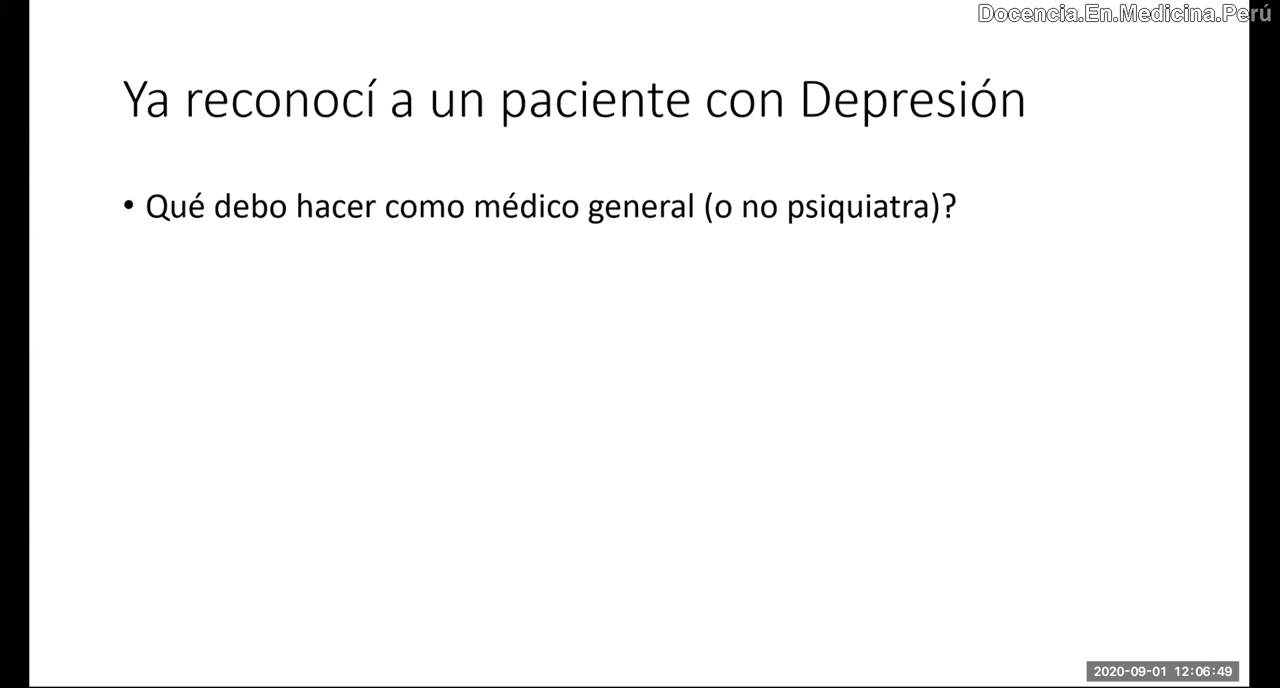 Docencia.En.Medicina.Perú
Ya reconocí a un paciente con Depresión
• Qué debo hacer como médico general (o no psiquiatra)?
2020-09-01 12:06:49